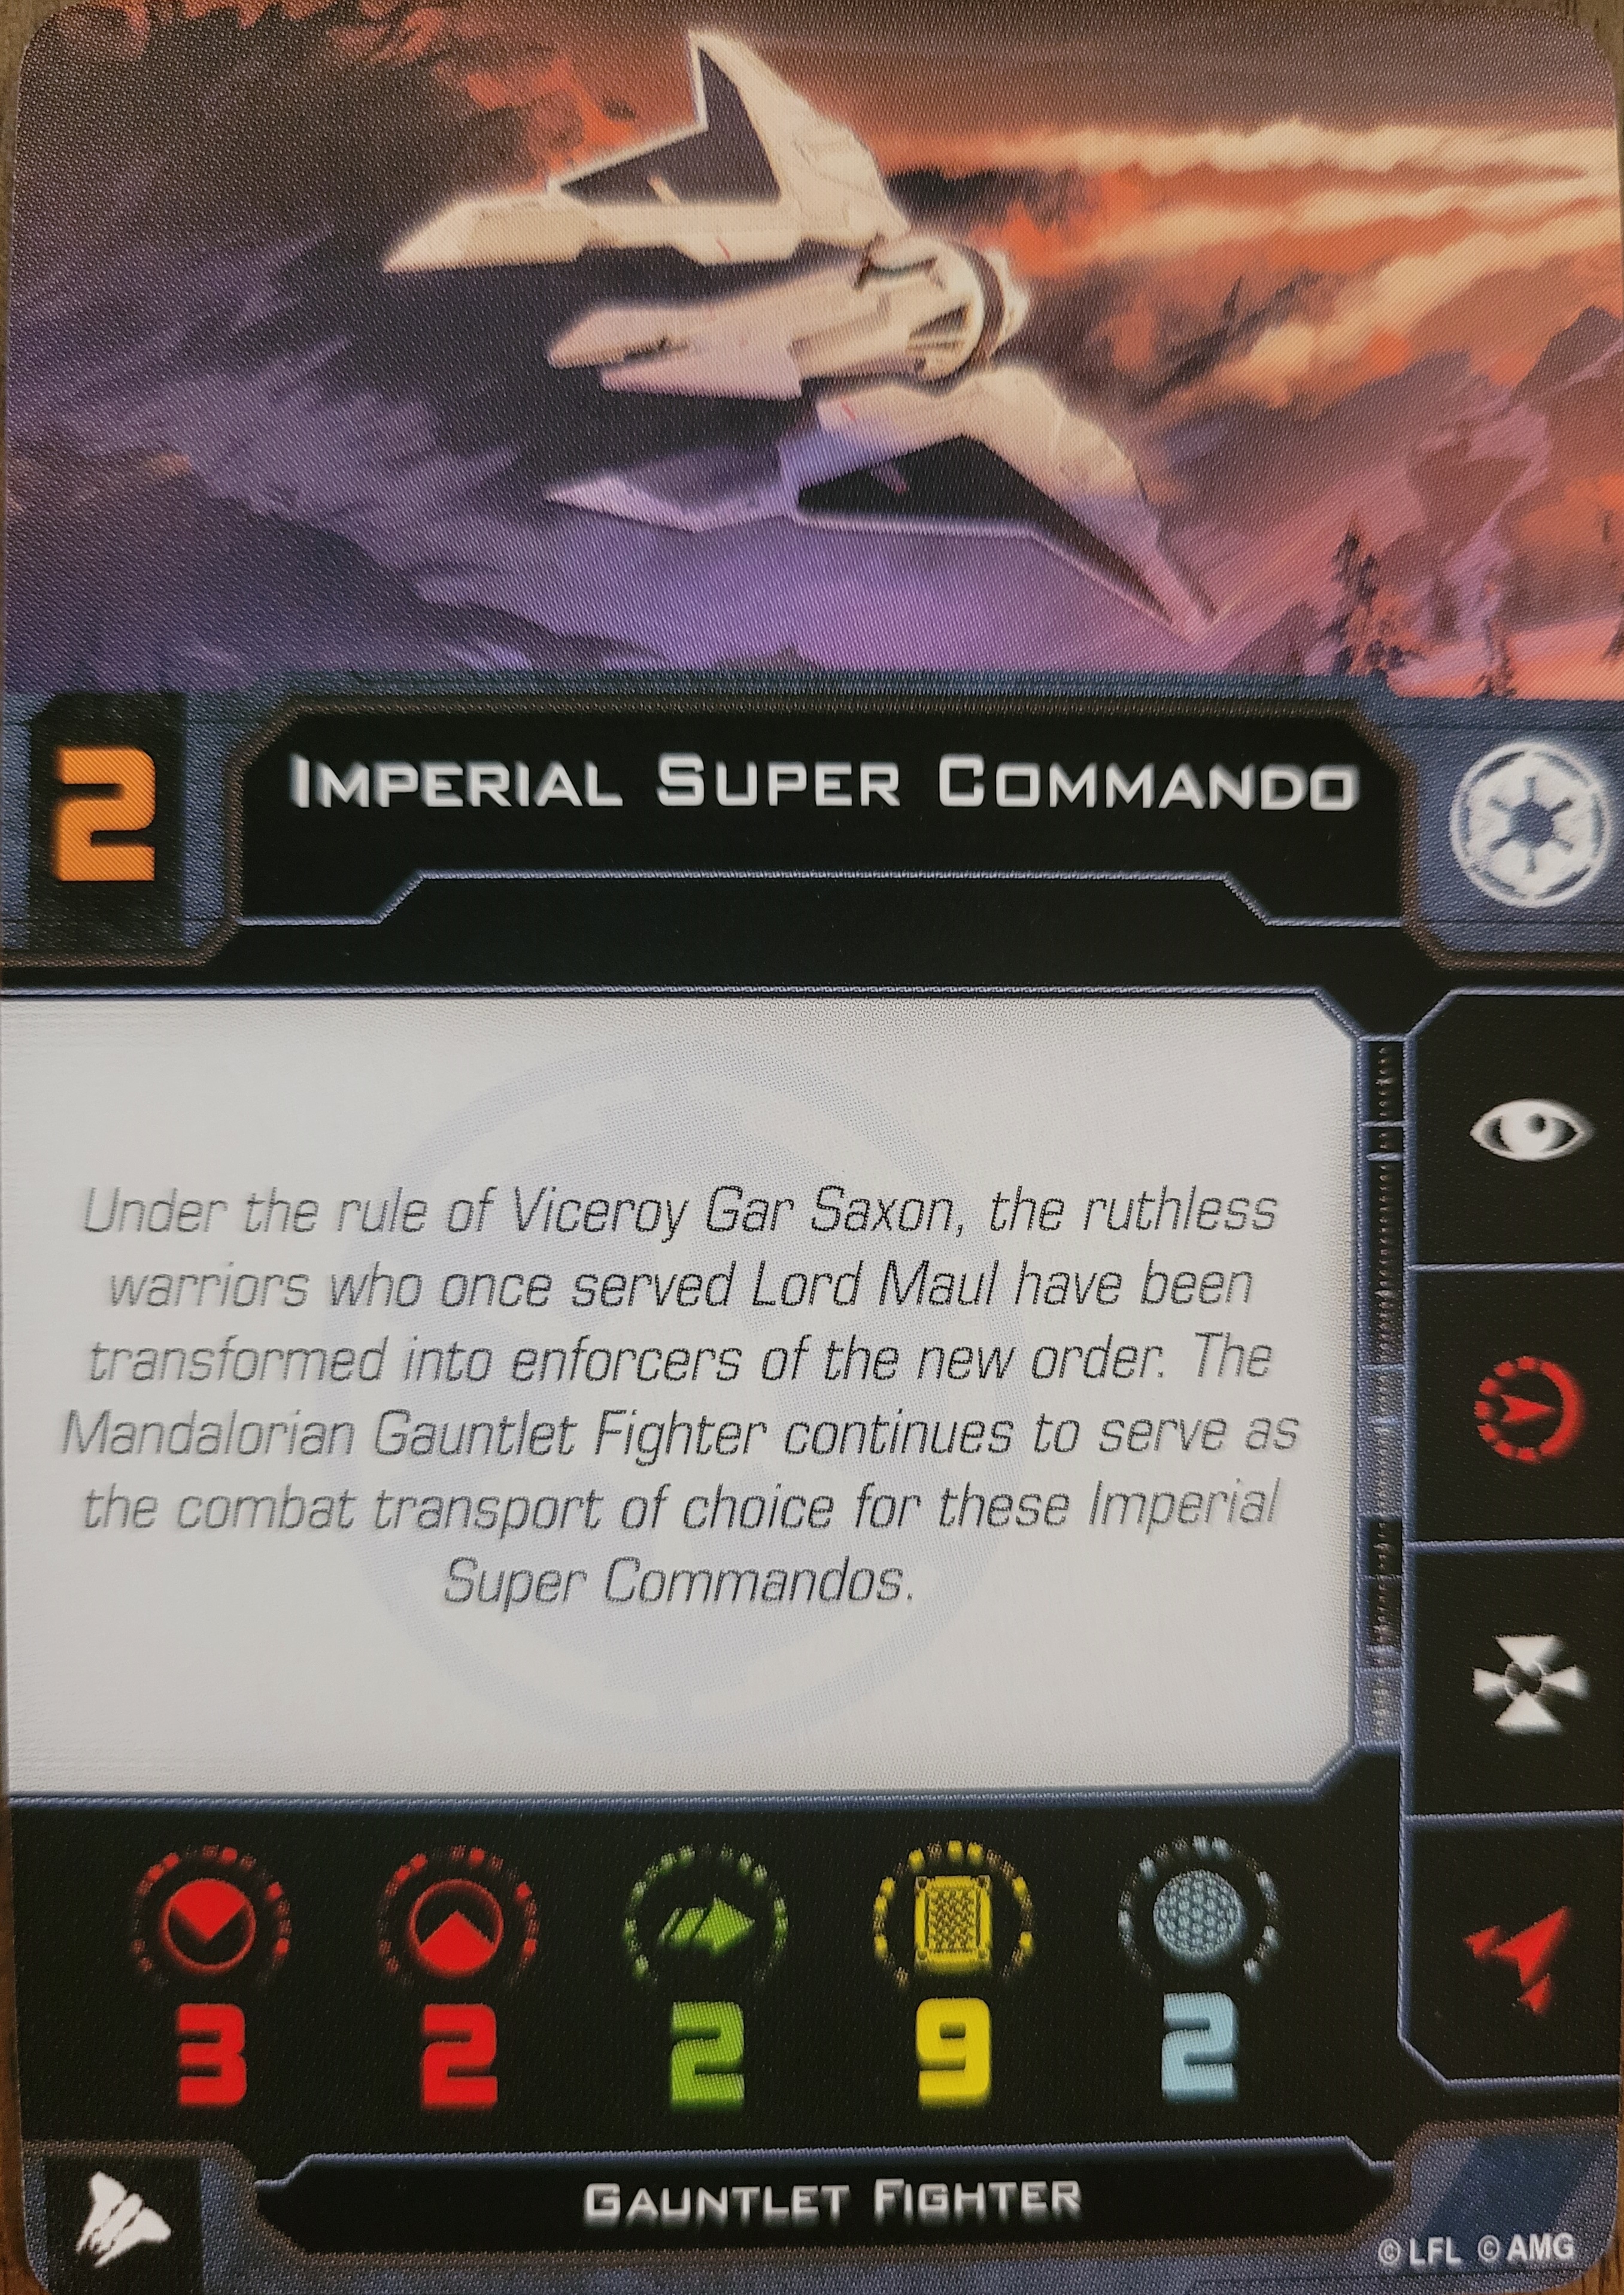 2
IMPERIAL SUPER COMMANDO
Under the rule of Viceroy Gar Saxon, the ruthless
warriors who once served Lord Maul have been
transformed into enforcers of the new order. The
Mandalorian Gauntlet Fighter continues to serve as
the combat transport of choice for these Imperial
Super Commandos.
3 2 2 9 2
GAUNTLET FIGHTER
© LFL © AMG